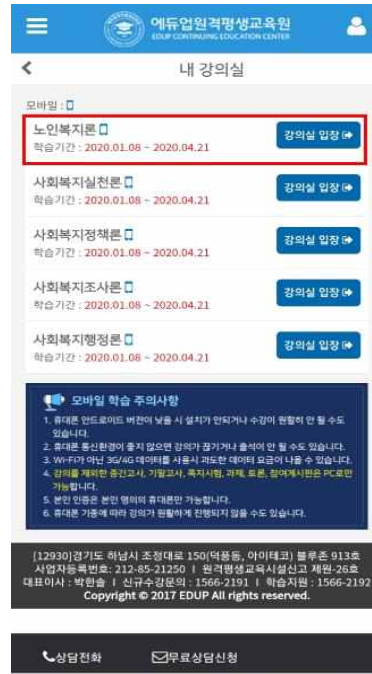 에듀업원격평생교육원
EDUP CONTINUING EDUCATION CENTER
내 강의실
모바일 :
노인복지론
강의실 입장
학습기간 : 2020.01.08 ~ 2020.04.21
사회복지실천론
강의실 입장
학습기간 : 2020.01.08 ~ 2020.04.21
사회복지정책론
강의실 입장
학습기간 : 2020.01.08 ~ 2020.04.21
사회복지조사론
강의실 입장
학습기간 : 2020.01.08 ~ 2020.04.21
사회복지행정론
강의실 입장
학습기간 : 2020.01.08 ~ 2020.04.21
모바일 학습 주의사항
1. 휴대폰 안드로이드 버전이 낮을 시 설치가 안되거나 수강이 원활히 안 될 수도
있습니다.
2. 휴대폰 통신환경이 좋지 않으면 강의가 끊기거나 출석이 안 될 수도 있습니다.
3. Wi-Fi가 아닌 3G/4G 데이터를 사용시 과도한 데이터 요금이 나올 수 있습니다.
4. 강의를 제외한 중간고사, 기말고사, 쪽지시험, 과제, 토론, 참여게시판은 PC로만
가능합니다.
5. 본인 인증은 본인 명의의 휴대폰만 가능합니다.
6. 휴대폰 기종에 따라 강의가 원활하게 진행되지 않을 수도 있습니다.
[12930]경기도 하남시 조정대로 150(덕풍동, 아이테코) 블루존 913호
사업자등록번호: 212-85-21250 | 원격평생교육시설신고 제원-26호
대표이사 : 박한솔 | 신규수강문의 : 1566-2191 | 학습지원 : 1566-2192
Copyright © 2017 EDUP All rights reserved.
상담전화
무료상담신청